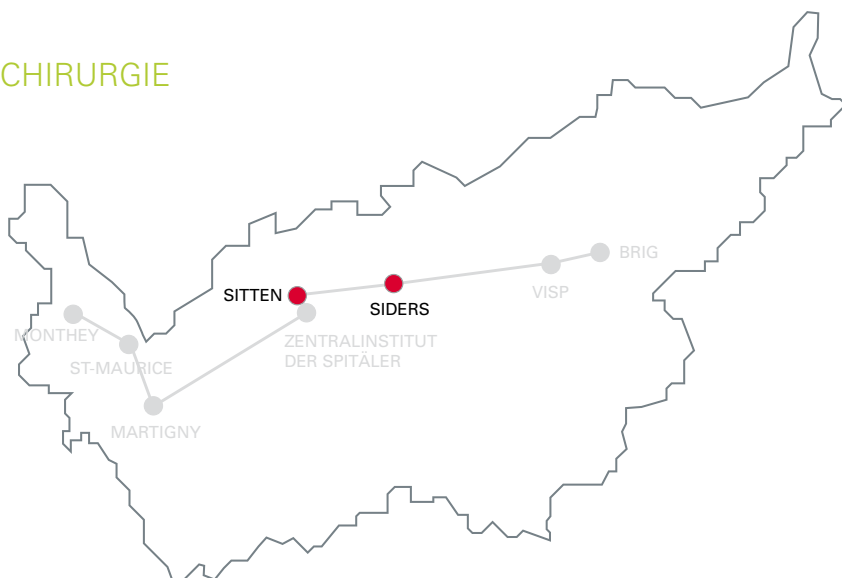 CHIRURGIE
BRIG
VISP
SITTEN
SIDERS
MONTHEY
ZENTRALINSTITUT
DER SPITÄLER
ST-MAURICE
MARTIGNY